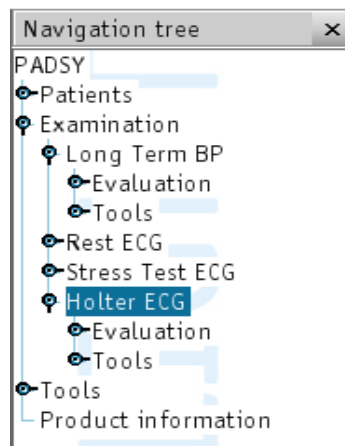 Navigation tree
PADSY
Patients
Examination
Long Term BP
Evaluation
Tools
Rest ECG
Stress Test ECG
Holter ECG
Evaluation
Tools
Tools
Product information